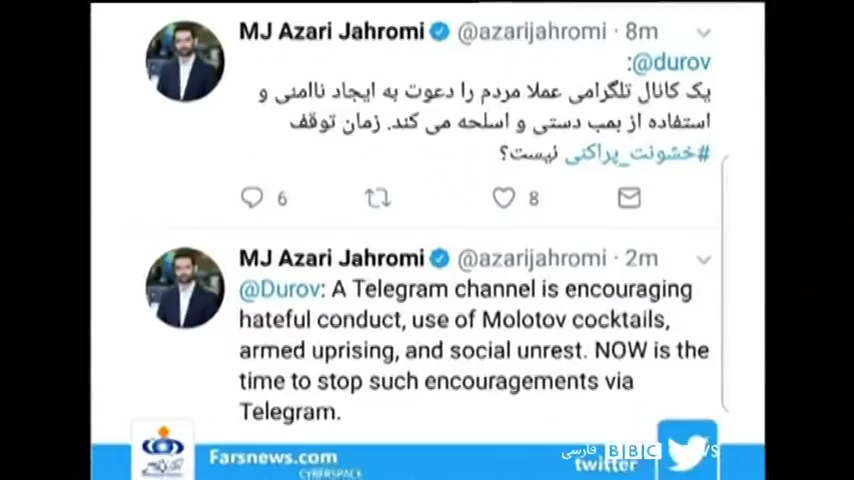 MJ Azari Jahromi @azarijahromi · 8m
@durov:
یک کانال تلگرامی عملا مردم را دعوت به ایجاد ناامنی و
استفاده از بمب دستی و اسلحه می کند. زمان توقف
#خشونت_پراکنی نیست؟
6
8
MJ Azari Jahromi @azarijahromi · 2m
@Durov: A Telegram channel is encouraging
hateful conduct, use of Molotov cocktails,
armed uprising, and social unrest. NOW is the
time to stop such encouragements via
Telegram.
Farsnews.com
CYBERSPACE
twitter
BBC NEWS فارسی